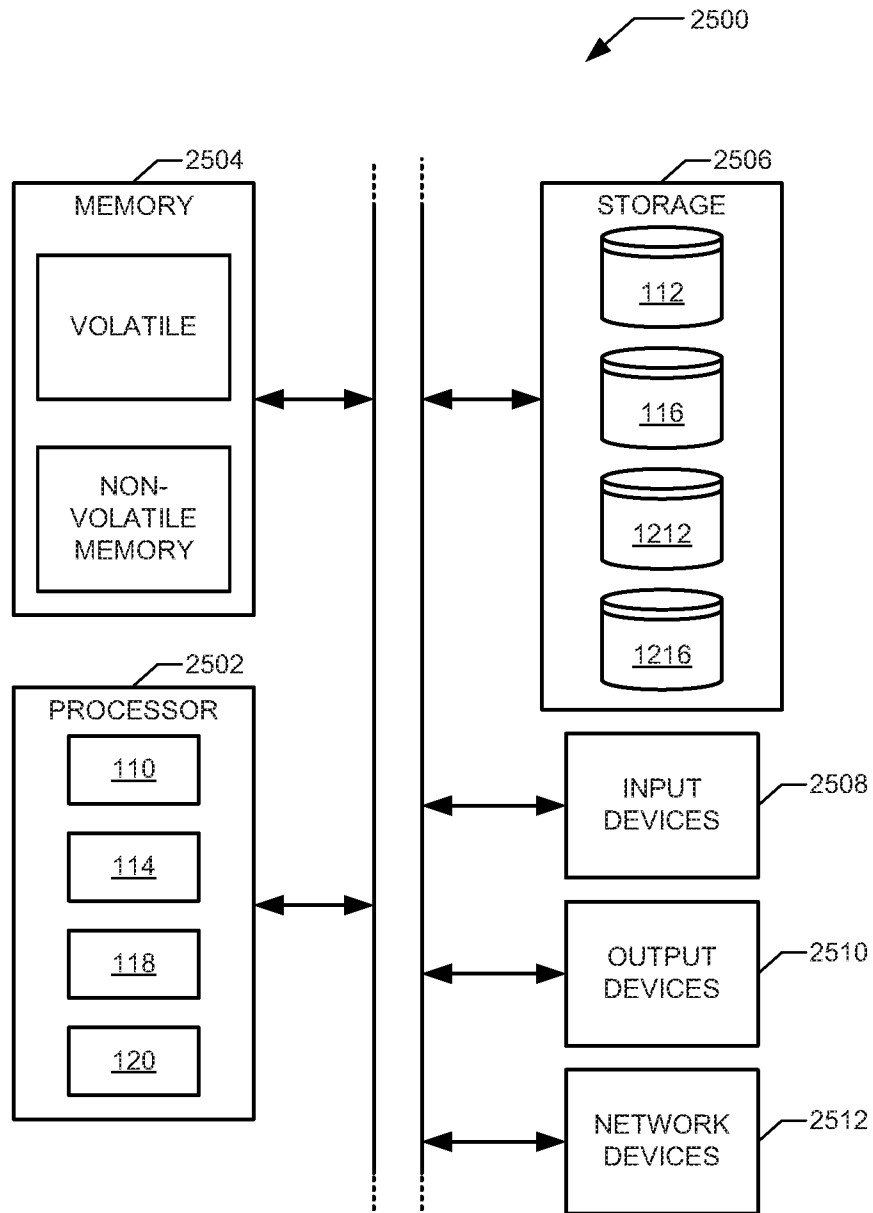 2500
2504
MEMORY
VOLATILE
NON-
VOLATILE
MEMORY
2506
STORAGE
112
116
1212
1216
2502
PROCESSOR
110
114
118
120
INPUT
DEVICES
2508
OUTPUT
DEVICES
2510
NETWORK
DEVICES
2512